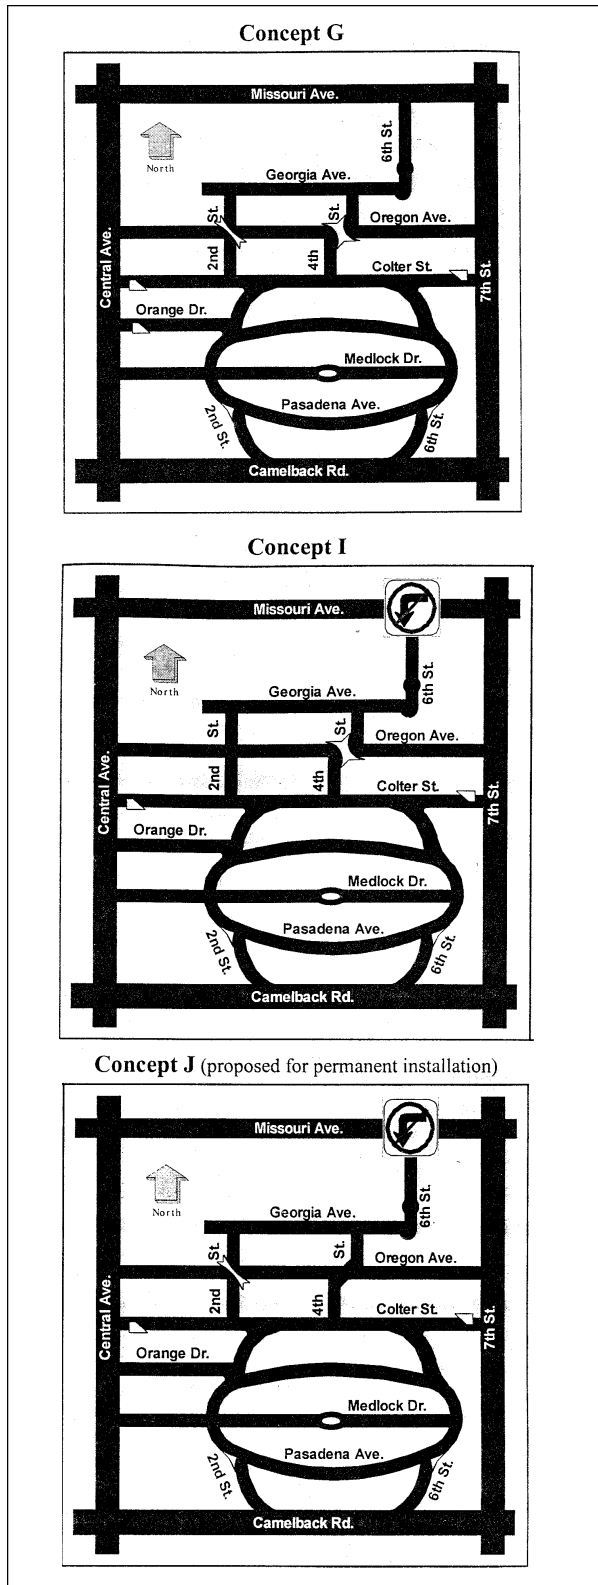 Concept G
Missouri Ave.
6th St.
North
Georgia Ave.
St.
St.
Oregon Ave.
Central Ave.
2nd
4th
Colter St.
7th St.
Orange Dr.
Medlock Dr.
Pasadena Ave.
2nd St.
6th St.
Camelback Rd.
Concept I
Missouri Ave.
6th St.
North
Georgia Ave.
St.
St.
Oregon Ave.
Central Ave.
2nd
4th
Colter St.
7th St.
Orange Dr.
Medlock Dr.
Pasadena Ave.
2nd St.
6th St.
Camelback Rd.
Concept J (proposed for permanent installation)
Missouri Ave.
6th St.
North
Georgia Ave.
St.
St.
Oregon Ave.
Central Ave.
2nd
4th
Colter St.
7th St.
Orange Dr.
Medlock Dr.
Pasadena Ave.
2nd St.
6th St.
Camelback Rd.